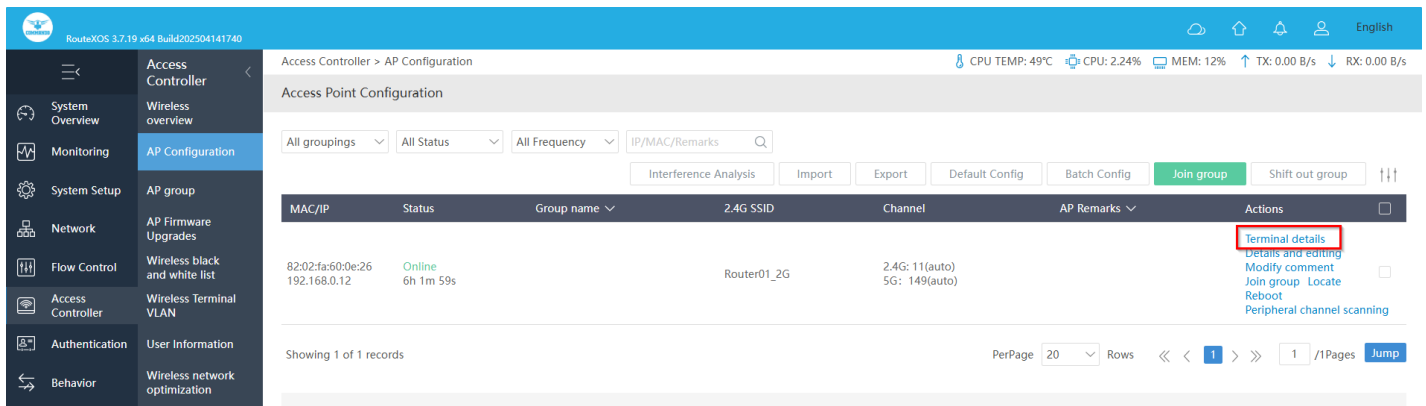 RouteXOS 3.7.19 x64 Build202504141740
English
Access Controller
Access Controller > AP Configuration
CPU TEMP: 49℃ CPU: 2.24% MEM: 12% TX: 0.00 B/s RX: 0.00 B/s
Access Point Configuration
System Overview
Monitoring
System Setup
Network
Flow Control
Access Controller
Authentication
Behavior
Wireless overview
AP Configuration
AP group
AP Firmware Upgrades
Wireless black and white list
Wireless Terminal VLAN
User Information
Wireless network optimization
All groupings All Status All Frequency IP/MAC/Remarks
Interference Analysis Import Export Default Config Batch Config Join group Shift out group
MAC/IP Status Group name 2.4G SSID Channel AP Remarks Actions
82:02:fa:60:0e:26
192.168.0.12
Online
6h 1m 59s
Router01_2G
2.4G: 11(auto)
5G: 149(auto)
Terminal details
Details and editing
Modify comment
Join group Locate
Reboot
Peripheral channel scanning
Showing 1 of 1 records
PerPage 20 Rows 1 1 /1Pages Jump